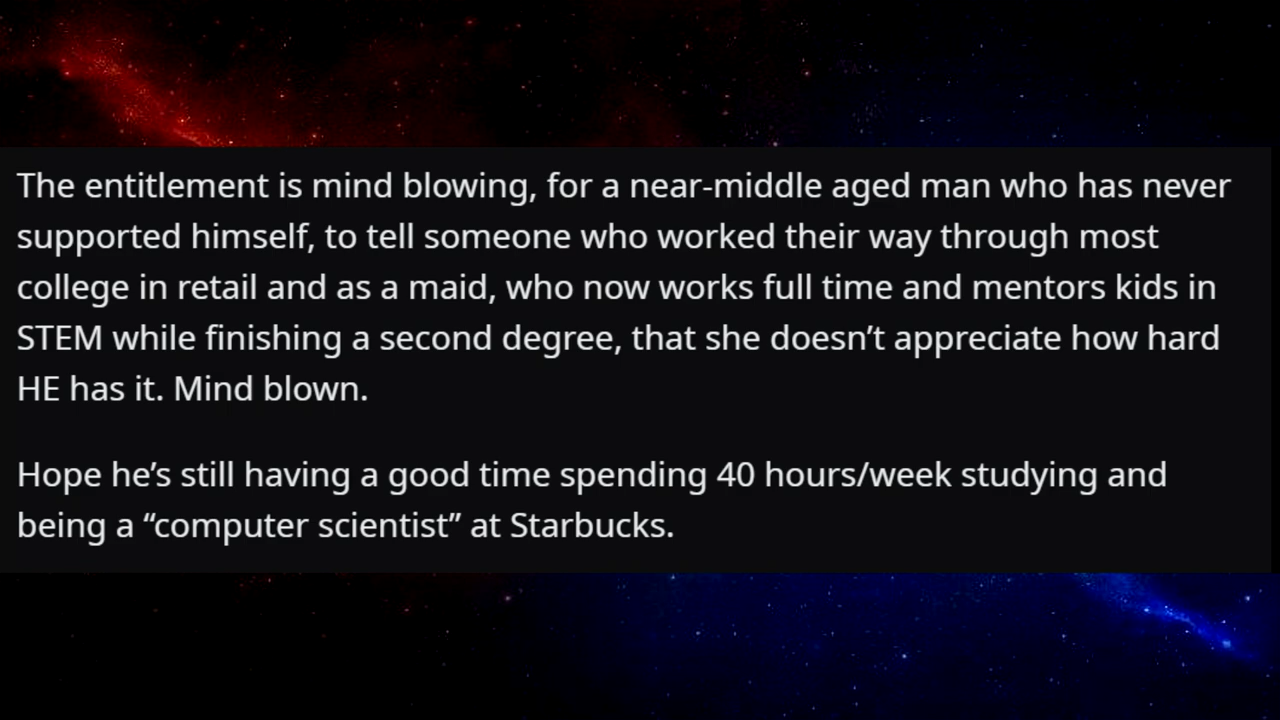 The entitlement is mind blowing, for a near-middle aged man who has never
supported himself, to tell someone who worked their way through most
college in retail and as a maid, who now works full time and mentors kids in
STEM while finishing a second degree, that she doesn’t appreciate how hard
HE has it. Mind blown.
Hope he’s still having a good time spending 40 hours/week studying and
being a “computer scientist” at Starbucks.